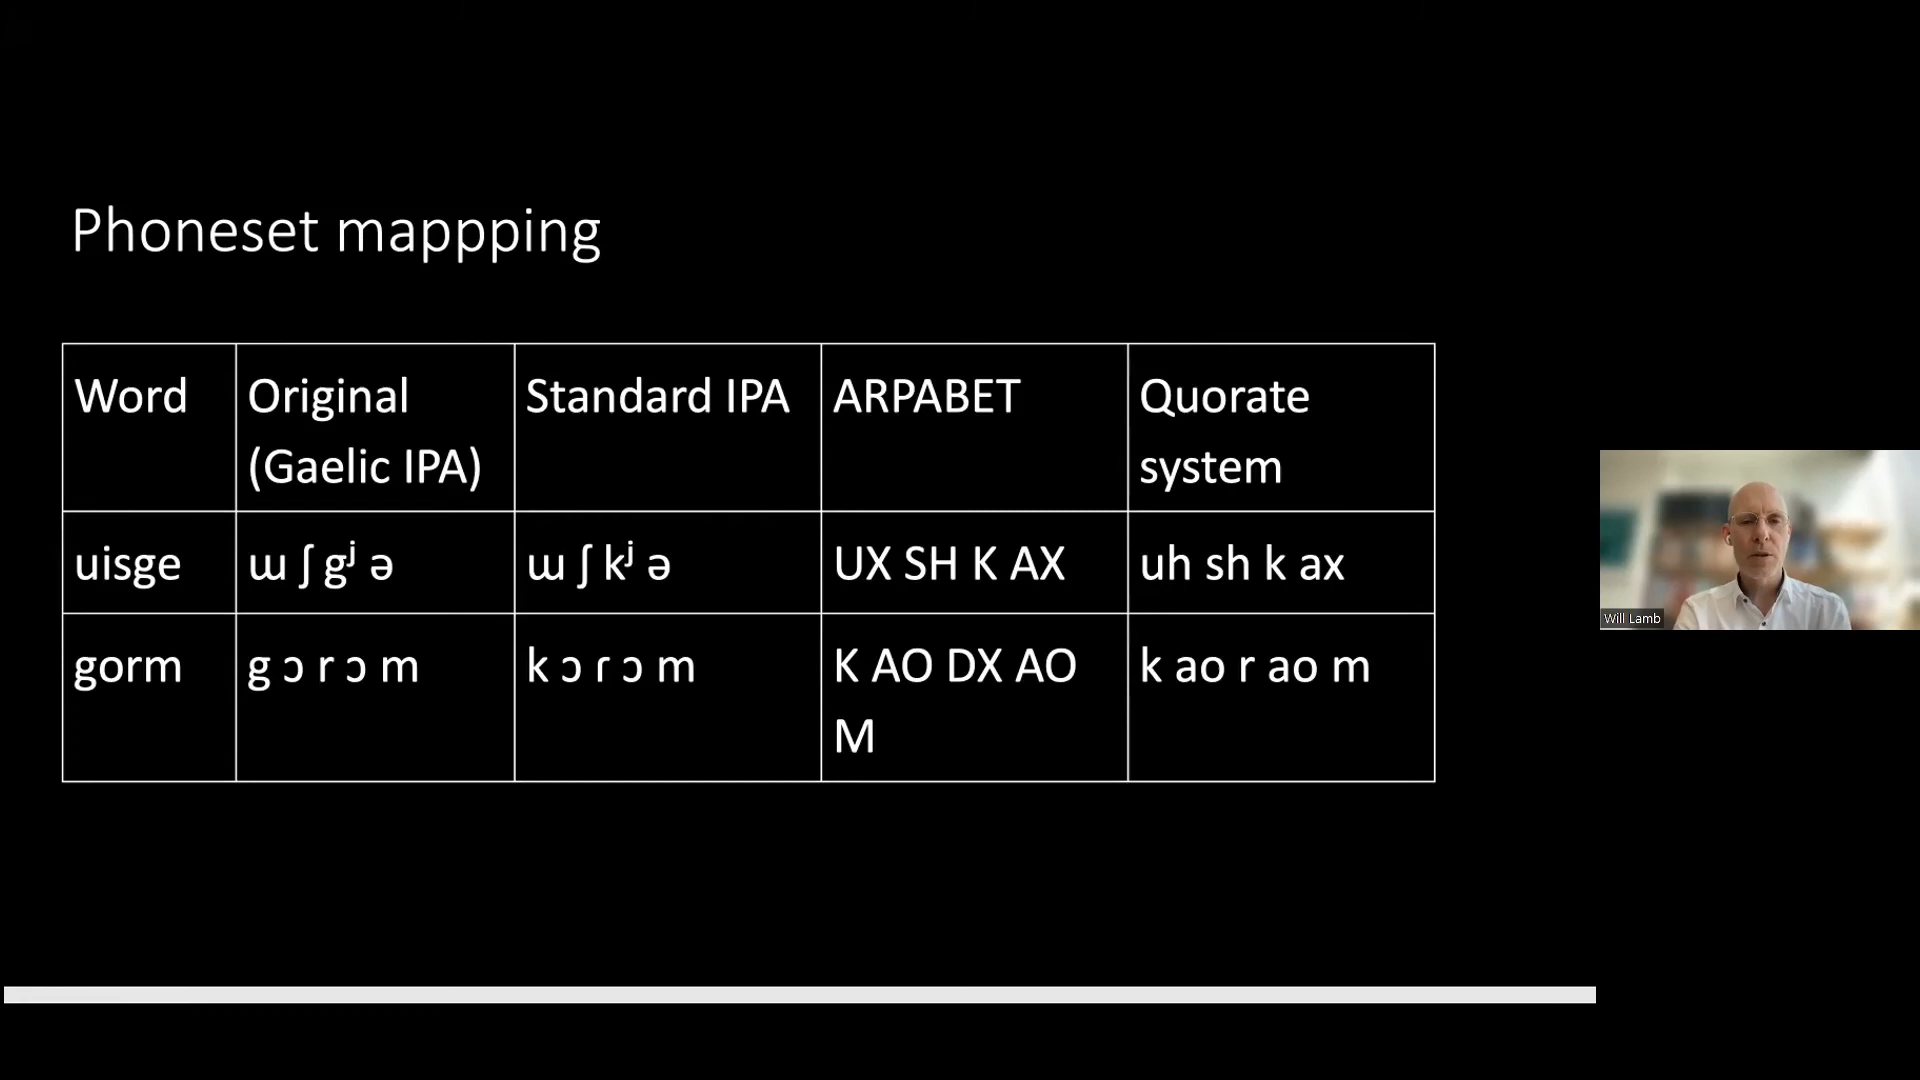 Phoneset mappping
Word
Original
(Gaelic IPA)
Standard IPA
ARPABET
Quorate
system
uisge
ɯ ʃ gʲ ə
ɯ ʃ kʲ ə
UX SH K AX
uh sh k ax
gorm
g ɔ r ɔ m
k ɔ ɾ ɔ m
K AO DX AO
M
k ao r ao m
Will Lamb